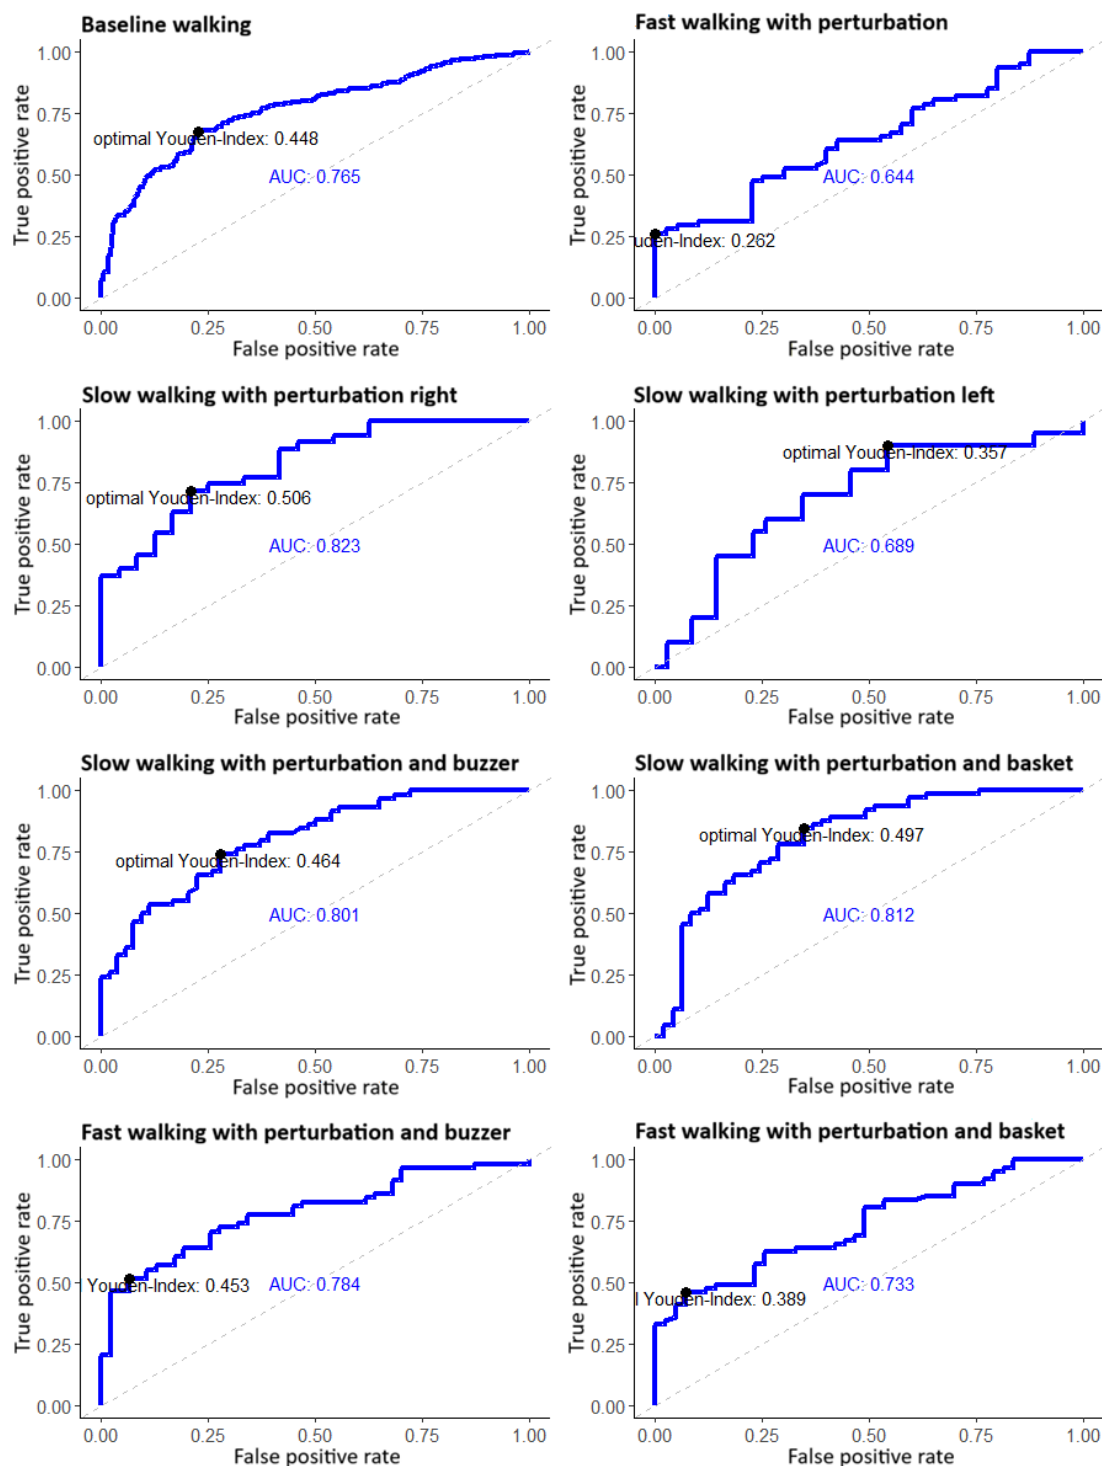 Baseline walking
1.00
0.75
0.50
0.25
0.00
True positive rate
optimal Youden-Index: 0.448
AUC: 0.765
0.00 0.25 0.50 0.75 1.00
False positive rate
Fast walking with perturbation
1.00
0.75
0.50
0.25
0.00
True positive rate
uden-Index: 0.262
AUC: 0.644
0.00 0.25 0.50 0.75 1.00
False positive rate
Slow walking with perturbation right
1.00
0.75
0.50
0.25
0.00
True positive rate
optimal Youden-Index: 0.506
AUC: 0.823
0.00 0.25 0.50 0.75 1.00
False positive rate
Slow walking with perturbation left
1.00
0.75
0.50
0.25
0.00
True positive rate
optimal Youden-Index: 0.357
AUC: 0.689
0.00 0.25 0.50 0.75 1.00
False positive rate
Slow walking with perturbation and buzzer
1.00
0.75
0.50
0.25
0.00
True positive rate
optimal Youden-Index: 0.464
AUC: 0.801
0.00 0.25 0.50 0.75 1.00
False positive rate
Slow walking with perturbation and basket
1.00
0.75
0.50
0.25
0.00
True positive rate
optimal Youden-Index: 0.497
AUC: 0.812
0.00 0.25 0.50 0.75 1.00
False positive rate
Fast walking with perturbation and buzzer
1.00
0.75
0.50
0.25
0.00
True positive rate
Youden-Index: 0.453
AUC: 0.784
0.00 0.25 0.50 0.75 1.00
False positive rate
Fast walking with perturbation and basket
1.00
0.75
0.50
0.25
0.00
True positive rate
l Youden-Index: 0.389
AUC: 0.733
0.00 0.25 0.50 0.75 1.00
False positive rate